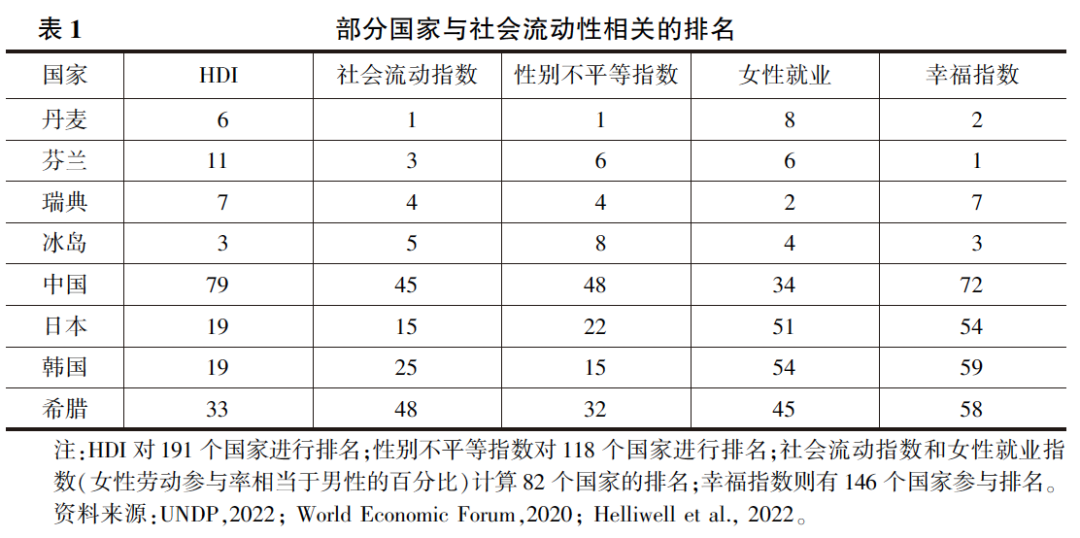 表 1 部分国家与社会流动性相关的排名
国家 HDI 社会流动指数 性别不平等指数 女性就业 幸福指数
丹麦 6 1 1 8 2
芬兰 11 3 6 6 1
瑞典 7 4 4 2 7
冰岛 3 5 8 4 3
中国 79 45 48 34 72
日本 19 15 22 51 54
韩国 19 25 15 54 59
希腊 33 48 32 45 58
注:HDI 对 191 个国家进行排名;性别不平等指数对 118 个国家进行排名;社会流动指数和女性就业指
数(女性劳动参与率相当于男性的百分比)计算 82 个国家的排名;幸福指数则有 146 个国家参与排名。
资料来源:UNDP,2022; World Economic Forum,2020; Helliwell et al., 2022。